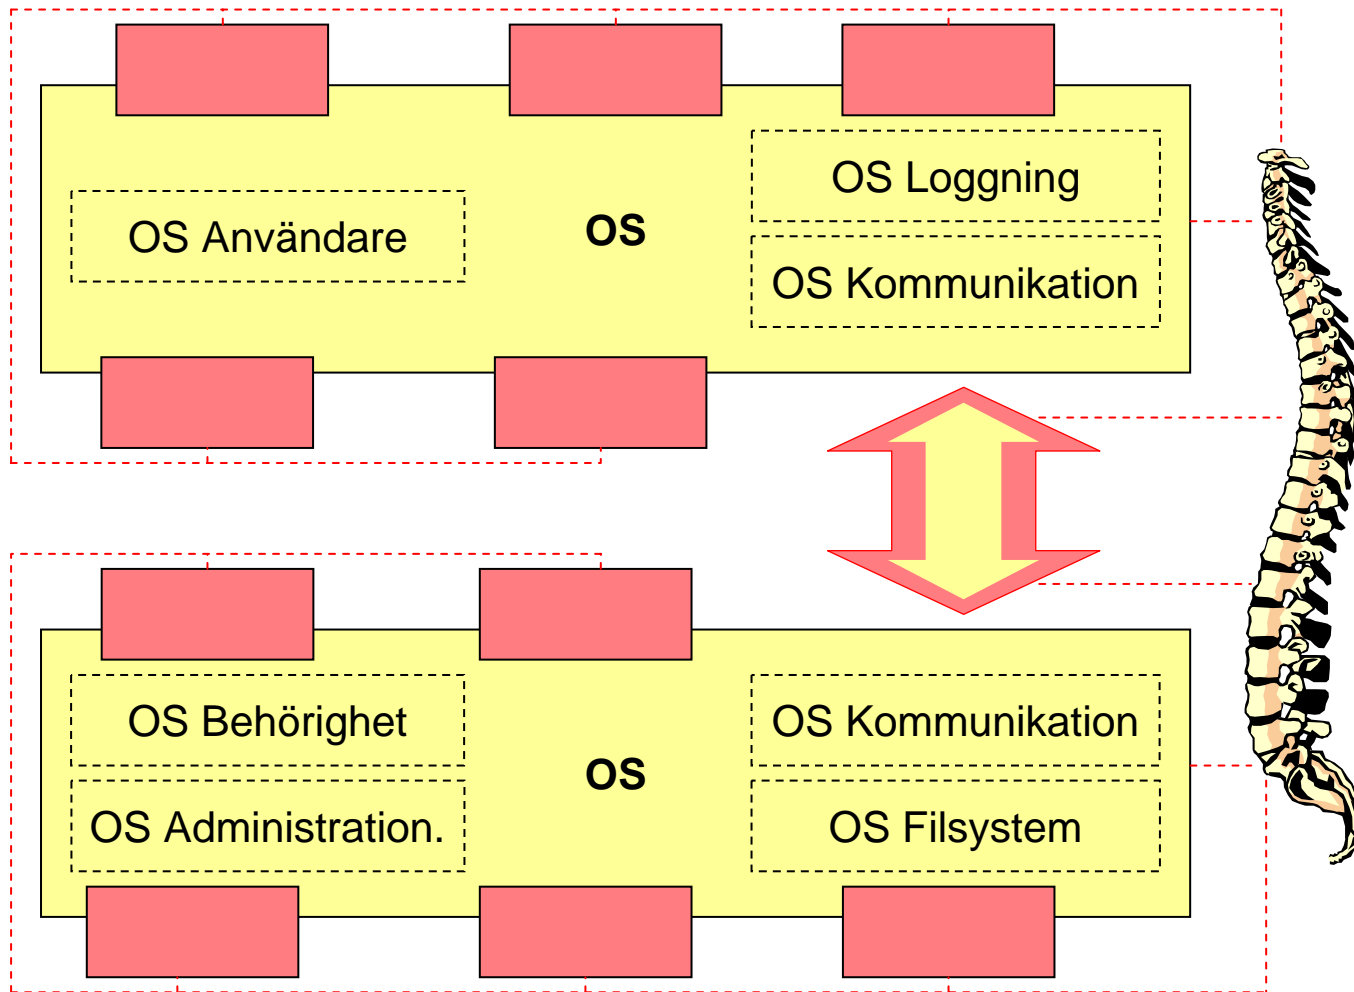 OS Loggning
OS Användare
OS
OS Kommunikation
OS Behörighet
OS Kommunikation
OS
OS Administration.
OS Filsystem